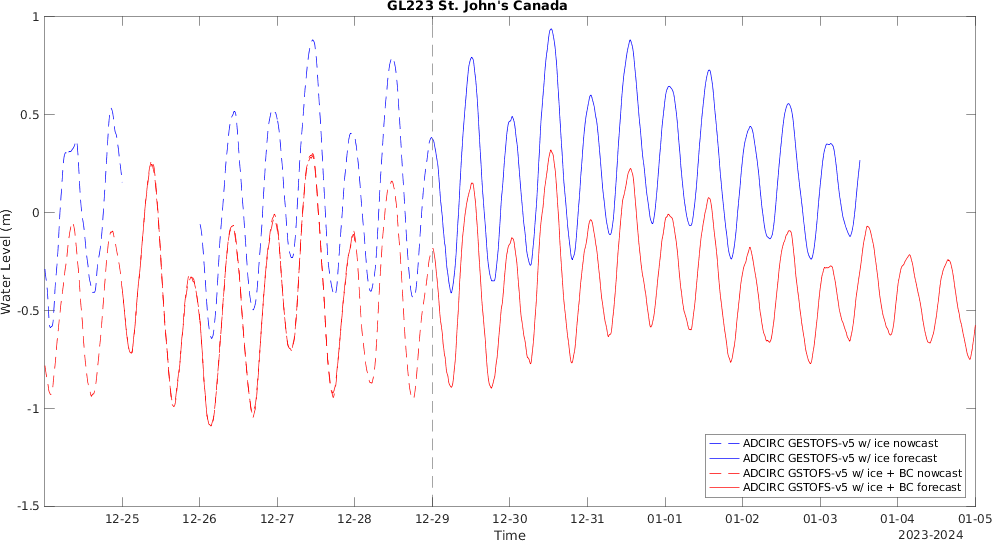 GL223 St. John's Canada
1
0.5
0
-0.5
-1
-1.5
Water Level (m)
ADCIRC GESTOFS-v5 w/ ice nowcast
ADCIRC GESTOFS-v5 w/ ice forecast
ADCIRC GSTOFS-v5 w/ ice + BC nowcast
ADCIRC GSTOFS-v5 w/ ice + BC forecast
12-25 12-26 12-27 12-28 12-29 12-30 12-31 01-01 01-02 01-03 01-04 01-05
Time
2023-2024